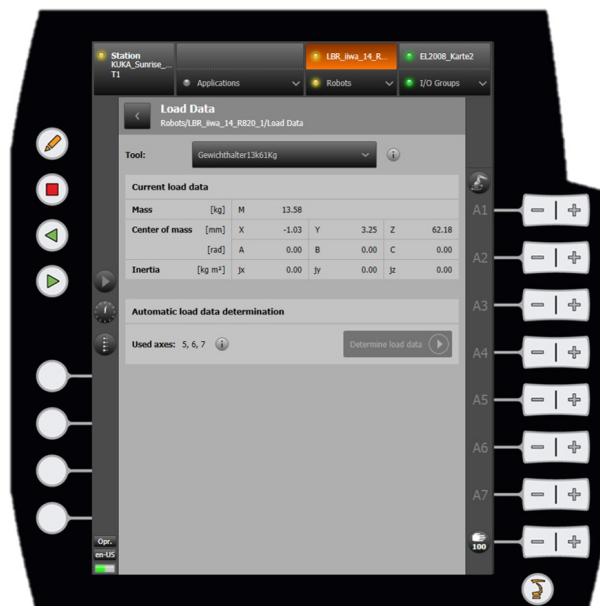 Station
KUKA_Sunrise_...
T1
LBR_iiwa_14_R...
EL2008_Karte2
Applications
Robots
I/O Groups
Load Data
Robots/LBR_iiwa_14_R820_1/Load Data
Tool: Gewichthalter13k61Kg
Current load data
Mass [kg] M 13.58
Center of mass [mm] X -1.03 Y 3.25 Z 62.18
[rad] A 0.00 B 0.00 C 0.00
Inertia [kg m²] Jx 0.00 Jy 0.00 Jz 0.00
Automatic load data determination
Used axes: 5, 6, 7 Determine load data
A1
A2
A3
A4
A5
A6
A7
100
Opr.
en-US